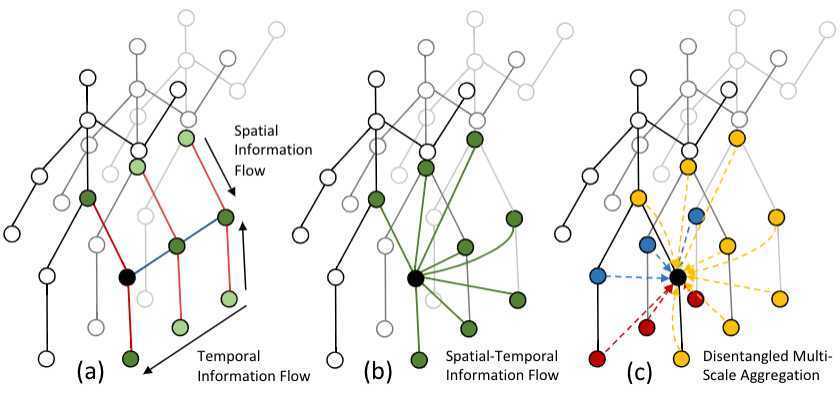 Spatial
Information
Flow
(a)
Temporal
Information Flow
(b)
Spatial-Temporal
Information Flow
(c)
Disentangled Multi-
Scale Aggregation